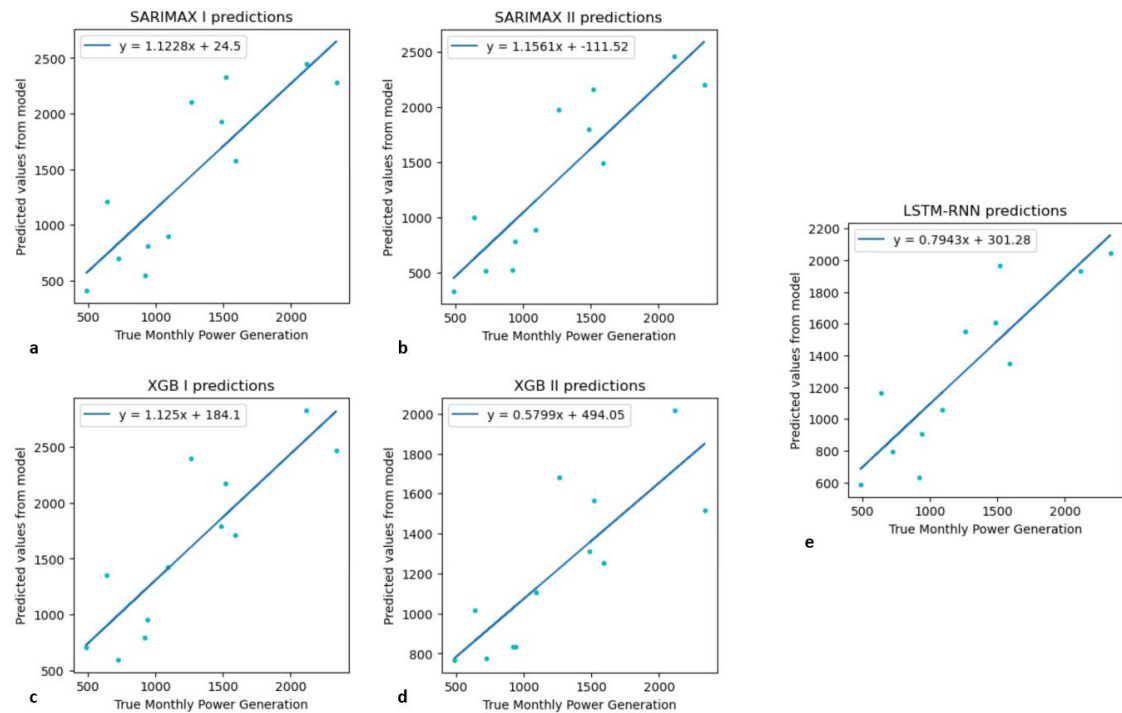 SARIMAX I predictions
y = 1.1228x + 24.5
Predicted values from model
2500
2000
1500
1000
500
500 1000 1500 2000
True Monthly Power Generation
a
SARIMAX II predictions
y = 1.1561x + -111.52
Predicted values from model
2500
2000
1500
1000
500
500 1000 1500 2000
True Monthly Power Generation
b
XGB I predictions
y = 1.125x + 184.1
Predicted values from model
2500
2000
1500
1000
500
500 1000 1500 2000
True Monthly Power Generation
c
XGB II predictions
y = 0.5799x + 494.05
Predicted values from model
2000
1800
1600
1400
1200
1000
800
500 1000 1500 2000
True Monthly Power Generation
d
LSTM-RNN predictions
y = 0.7943x + 301.28
Predicted values from model
2200
2000
1800
1600
1400
1200
1000
800
600
500 1000 1500 2000
True Monthly Power Generation
e